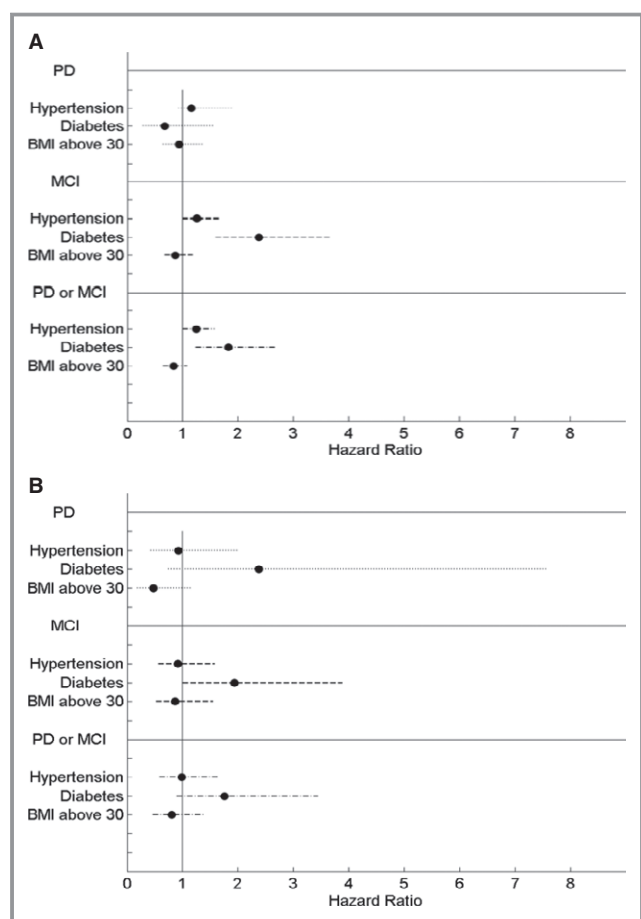 A
PD
Hypertension
Diabetes
BMI above 30
MCI
Hypertension
Diabetes
BMI above 30
PD or MCI
Hypertension
Diabetes
BMI above 30
0 1 2 3 4 5 6 7 8
Hazard Ratio
B
PD
Hypertension
Diabetes
BMI above 30
MCI
Hypertension
Diabetes
BMI above 30
PD or MCI
Hypertension
Diabetes
BMI above 30
0 1 2 3 4 5 6 7 8
Hazard Ratio